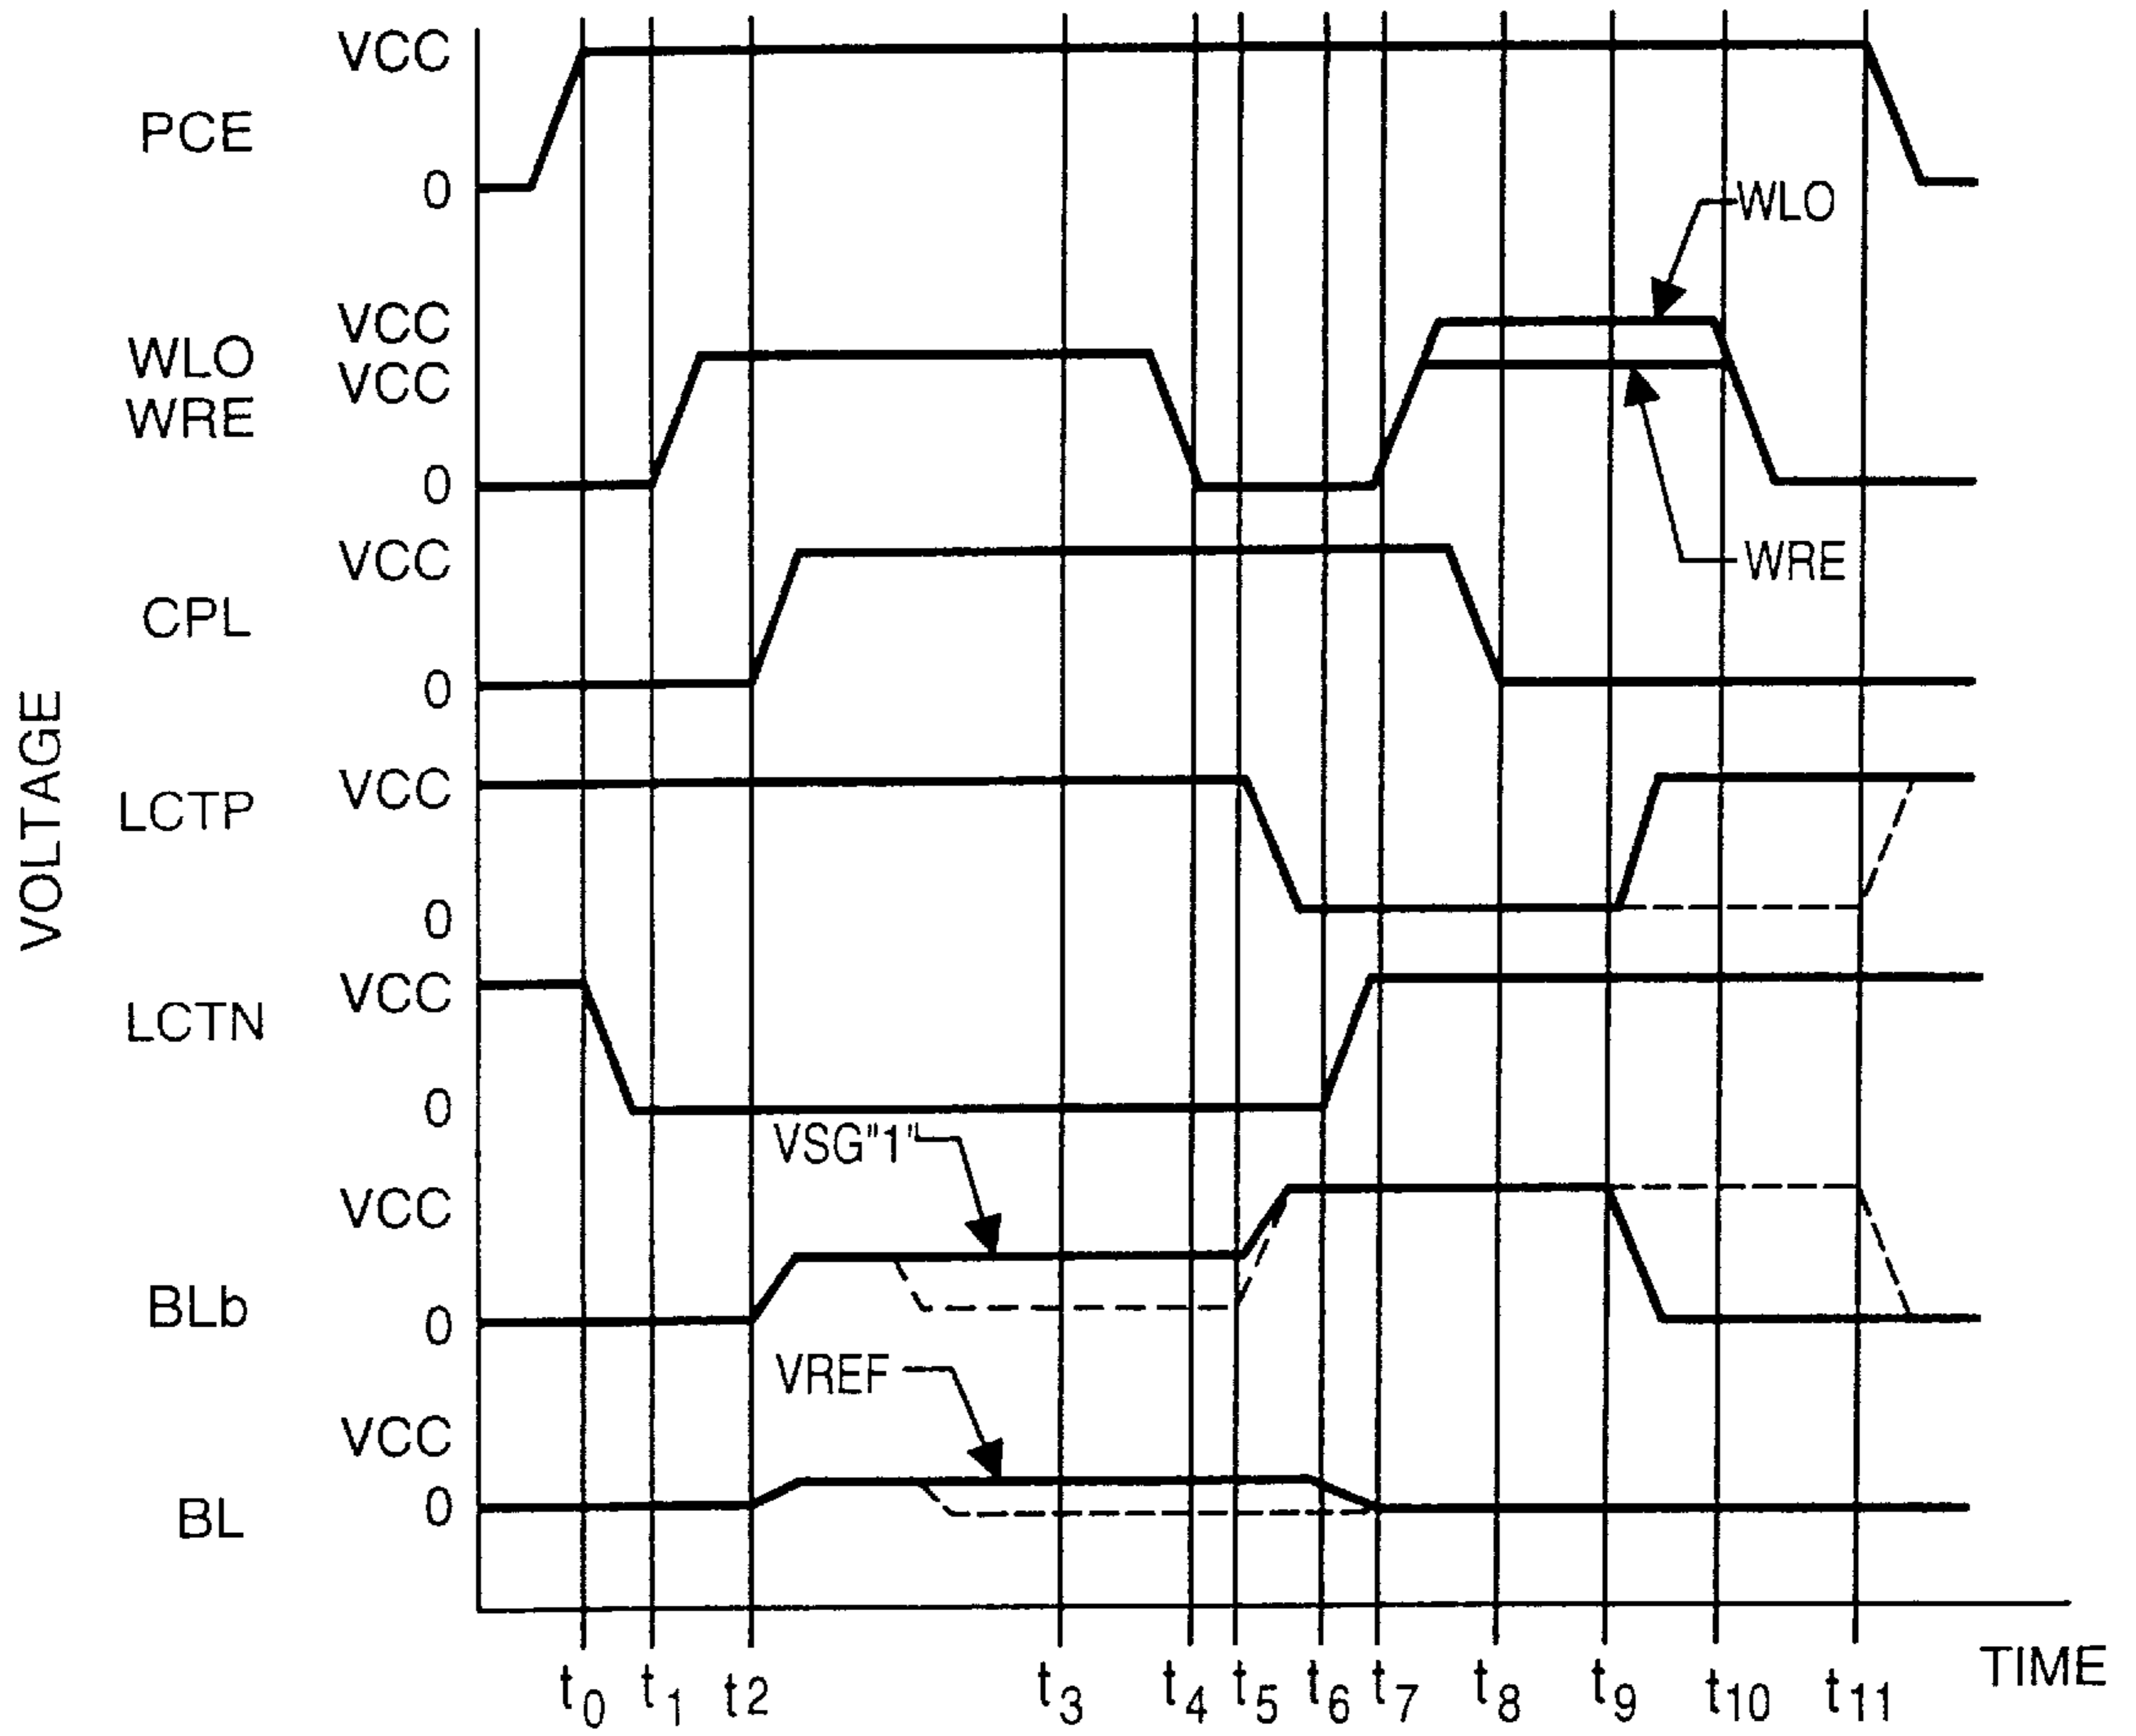 VCC
PCE
0
WLO
VCC
WLO
VCC
WRE
0
VCC
WRE
CPL
0
VOLTAGE
VCC
LCTP
0
VCC
LCTN
0
VSG"1"
VCC
BLb
0
VREF
VCC
0
BL
TIME
t0 t1 t2 t3 t4 t5 t6 t7 t8 t9 t10 t11